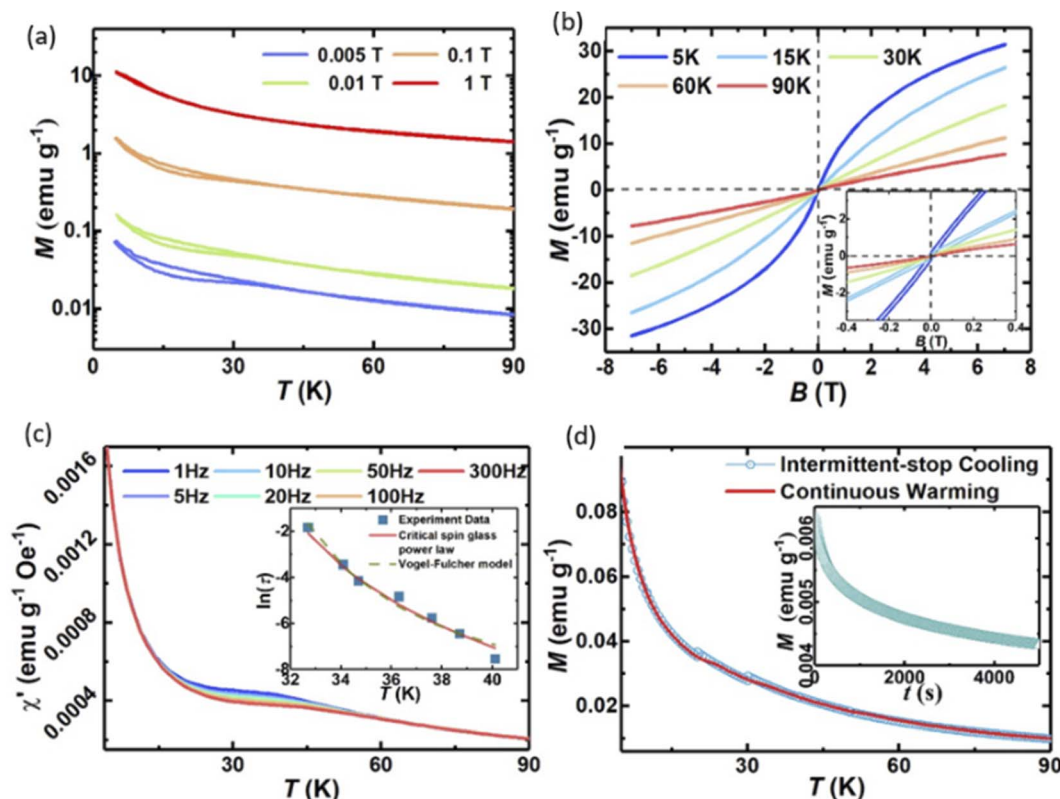 (a)
0.005 T 0.1 T
0.01 T 1 T
10
1
0.1
0.01
M (emu g⁻¹)
0 30 60 90
T (K)
(b)
5K 15K 30K
60K 90K
30
20
10
0
-10
-20
-30
M (emu g⁻¹)
-8 -6 -4 -2 0 2 4 6 8
B (T)
2
0
-2
M (emu g⁻¹)
-0.4 -0.2 0.0 0.2 0.4
B (T)
(c)
1Hz 10Hz 50Hz 300Hz
5Hz 20Hz 100Hz
0.0016
0.0012
0.0008
0.0004
χ' (emu g⁻¹ Oe⁻¹)
30 60 90
T (K)
Experiment Data
Critical spin glass
power law
Vogel-Fulcher model
-2
-4
-6
-8
ln(τ)
32 34 36 38 40
T (K)
(d)
Intermittent-stop Cooling
Continuous Warming
0.08
0.06
0.04
0.02
M (emu g⁻¹)
30 60 90
T (K)
0.006
0.005
0.004
M (emu g⁻¹)
0 2000 4000
t (s)